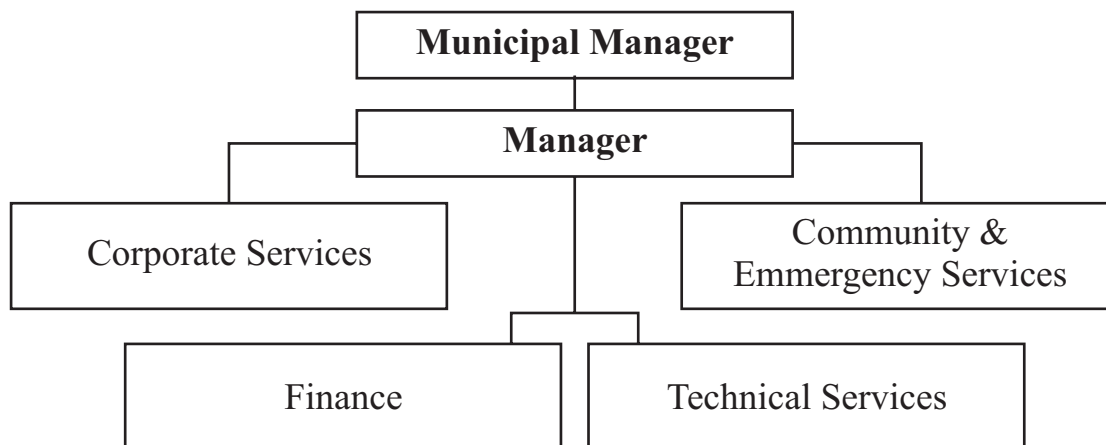 Municipal Manager
Manager
Corporate Services
Community &
Emmergency Services
Finance
Technical Services